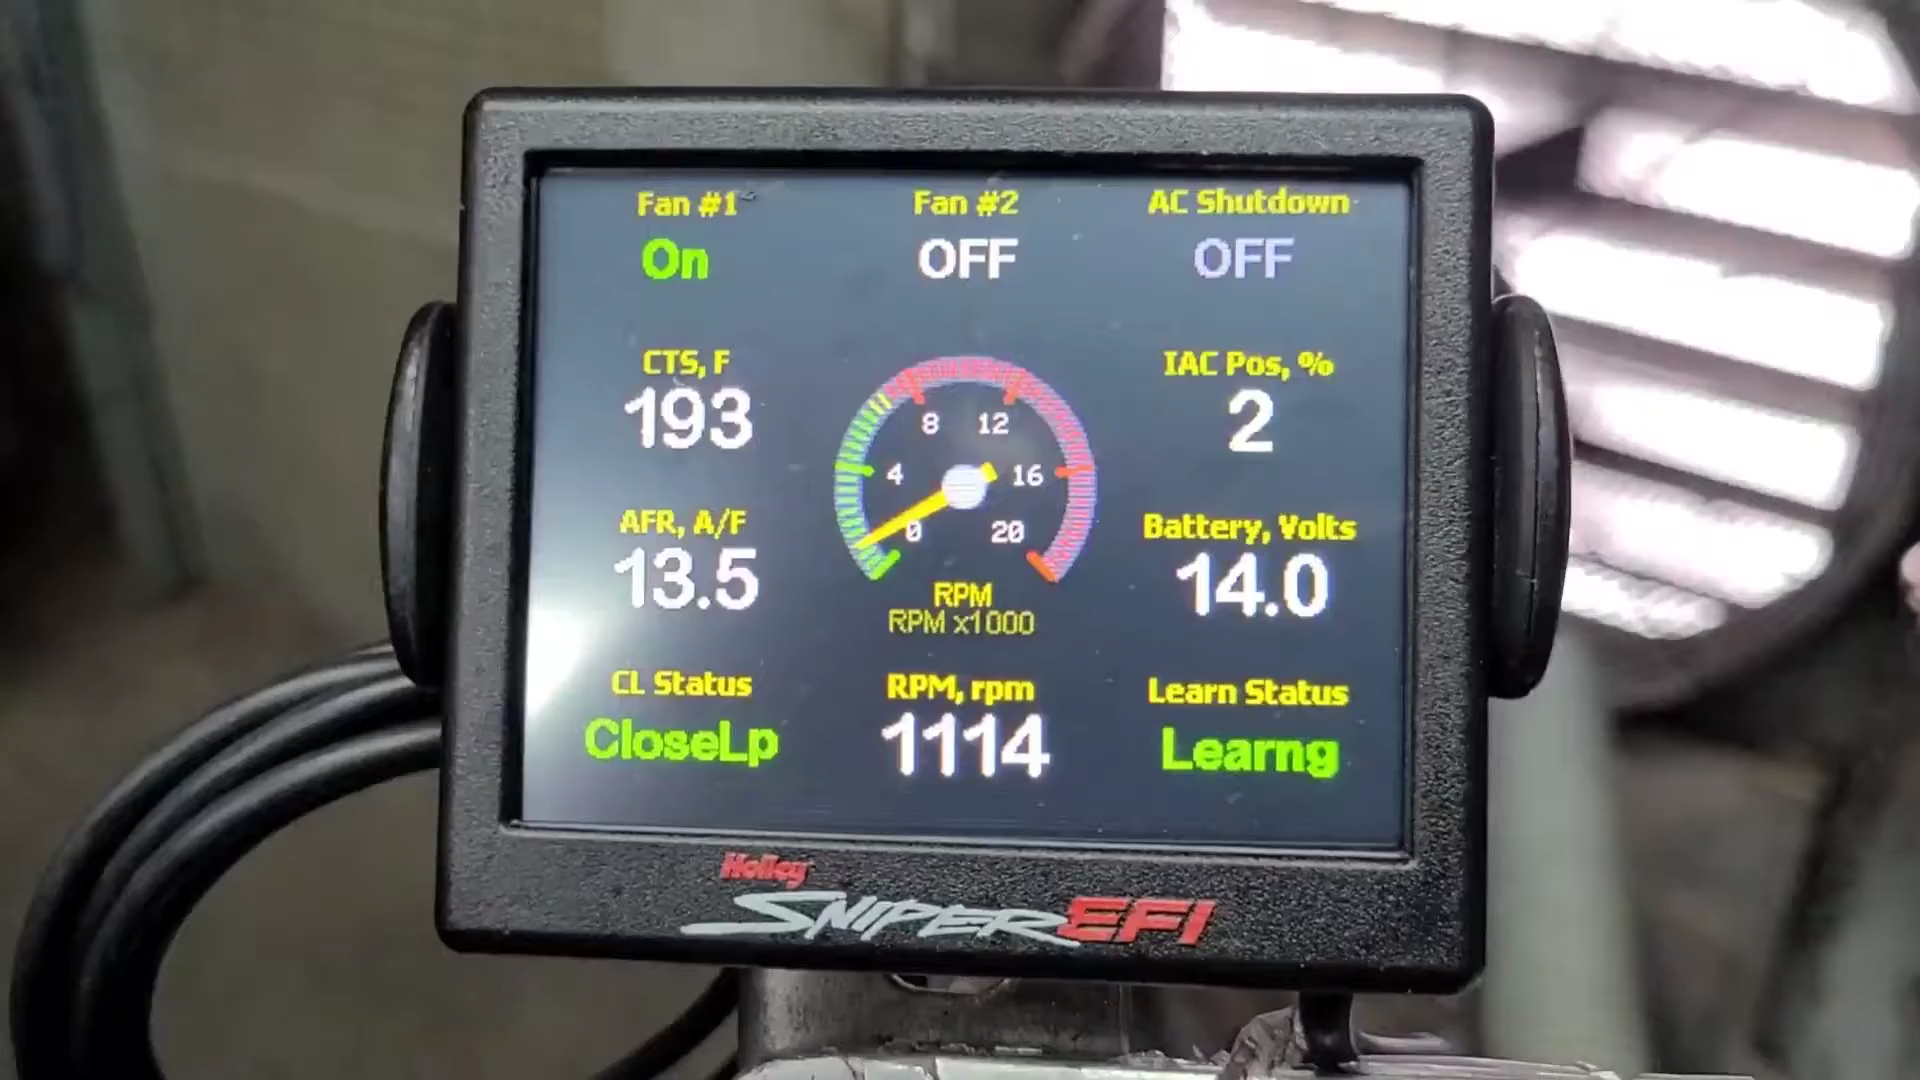 Fan #1
On
Fan #2
OFF
AC Shutdown
OFF
CTS, F
193
8
12
4
16
0
20
RPM
RPM x1000
IAC Pos, %
2
AFR, A/F
13.5
Battery, Volts
14.0
CL Status
CloseLp
RPM, rpm
1114
Learn Status
Learng
Holley
SNIPER EFI